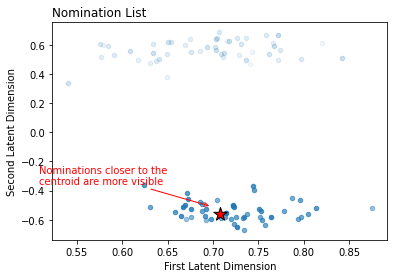 Nomination List
Second Latent Dimension
0.6
0.4
0.2
0.0
−0.2
−0.4
−0.6
Nominations closer to the
centroid are more visible
0.55 0.60 0.65 0.70 0.75 0.80 0.85
First Latent Dimension